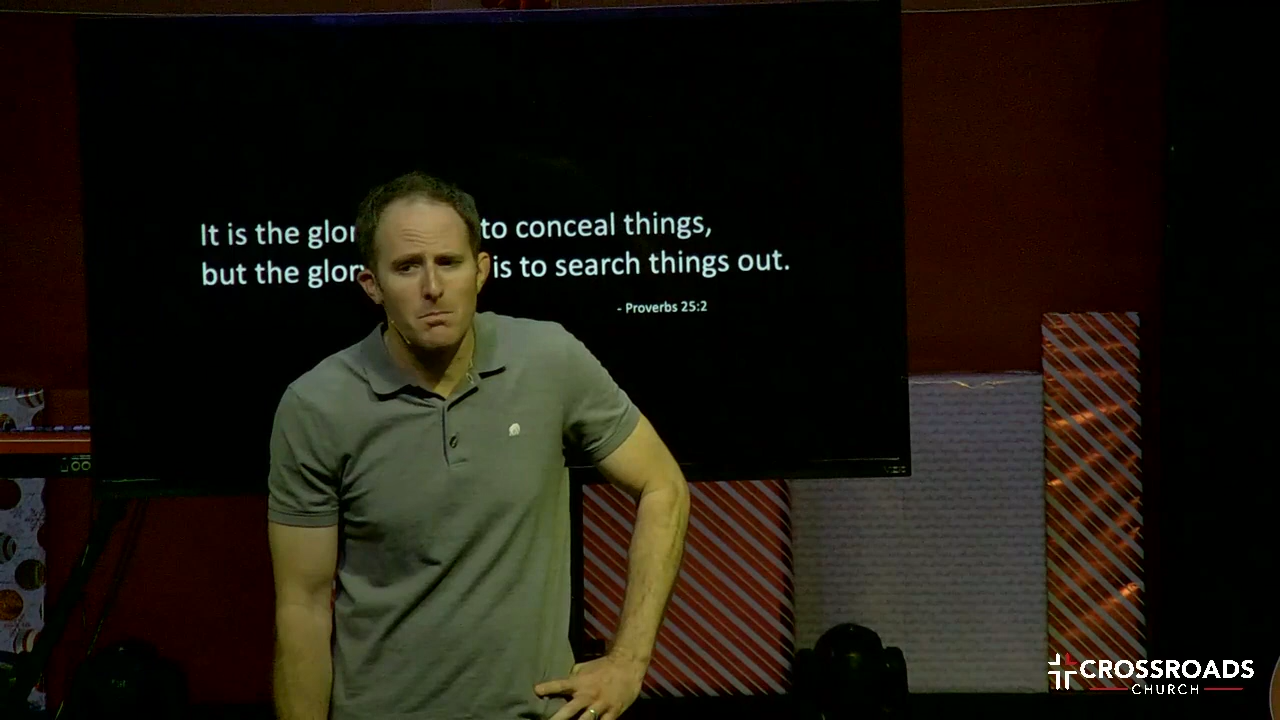 It is the glor to conceal things,
but the glory is to search things out.
- Proverbs 25:2
CROSSROADS
CHURCH